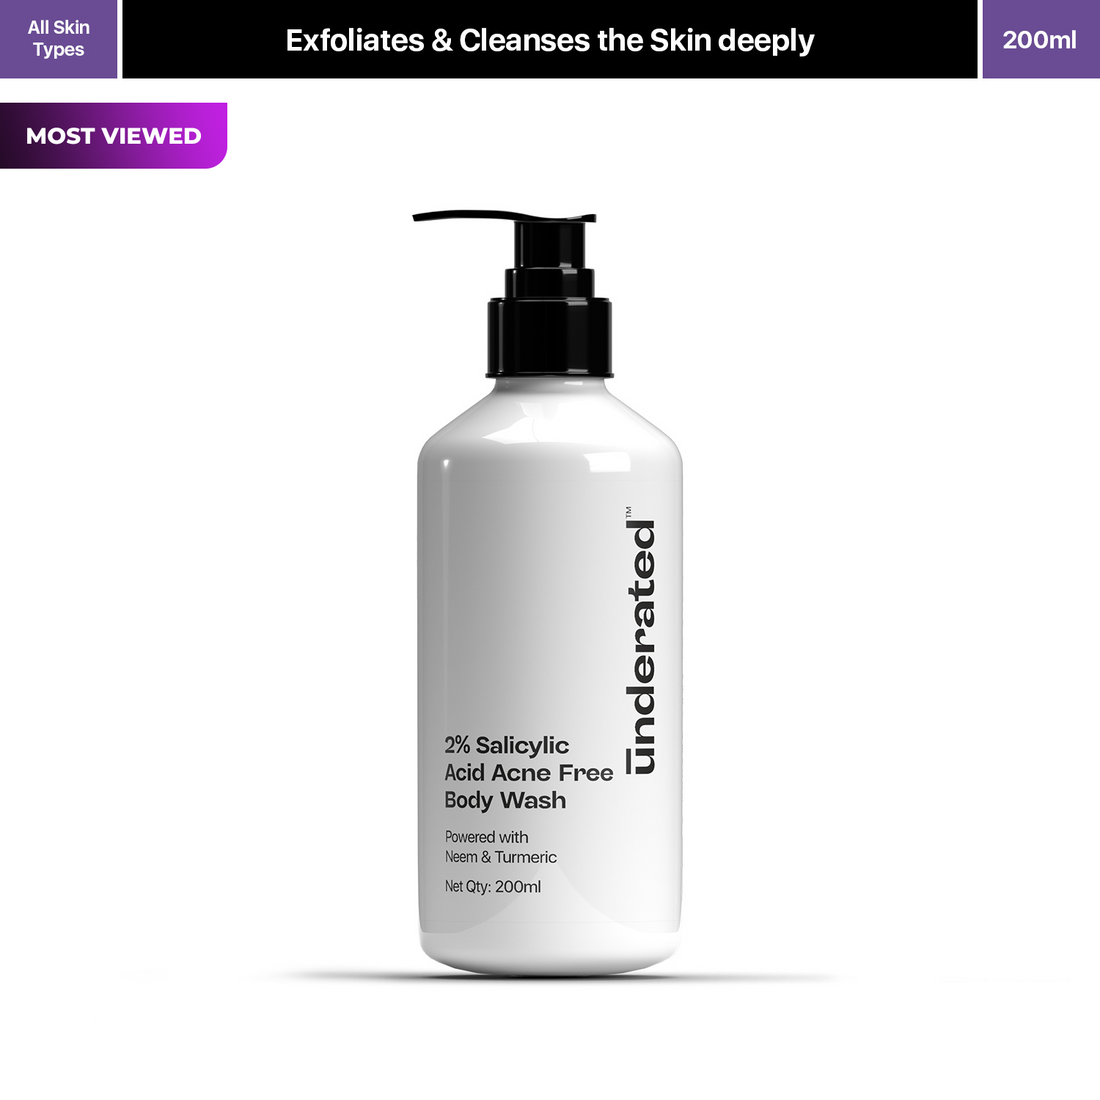 All Skin
Types
Exfoliates & Cleanses the Skin deeply
200ml
MOST VIEWED
ūnderated™
2% Salicylic
Acid Acne Free
Body Wash
Powered with
Neem & Turmeric
Net Qty: 200ml